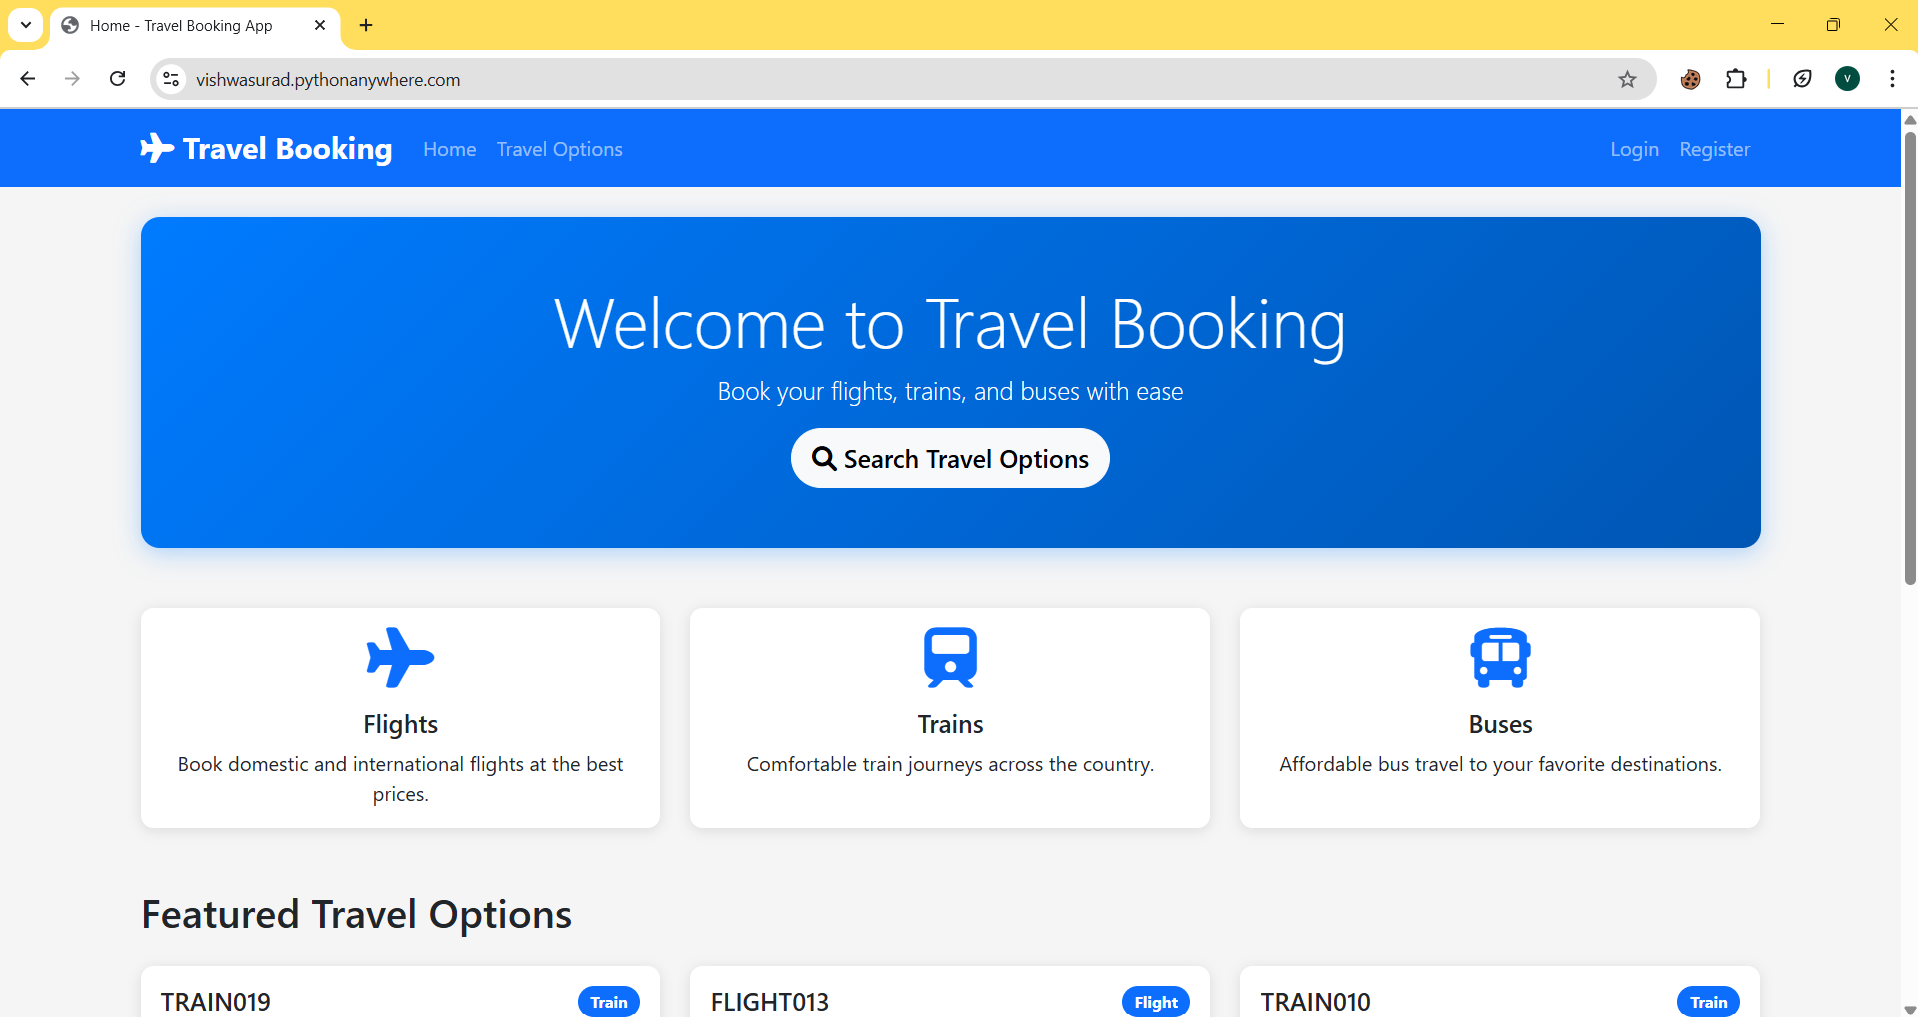 Home - Travel Booking App
vishwasurad.pythonanywhere.com
V
Travel Booking
Home
Travel Options
Login
Register
Welcome to Travel Booking
Book your flights, trains, and buses with ease
Search Travel Options
Flights
Book domestic and international flights at the best
prices.
Trains
Comfortable train journeys across the country.
Buses
Affordable bus travel to your favorite destinations.
Featured Travel Options
TRAIN019
Train
FLIGHT013
Flight
TRAIN010
Train